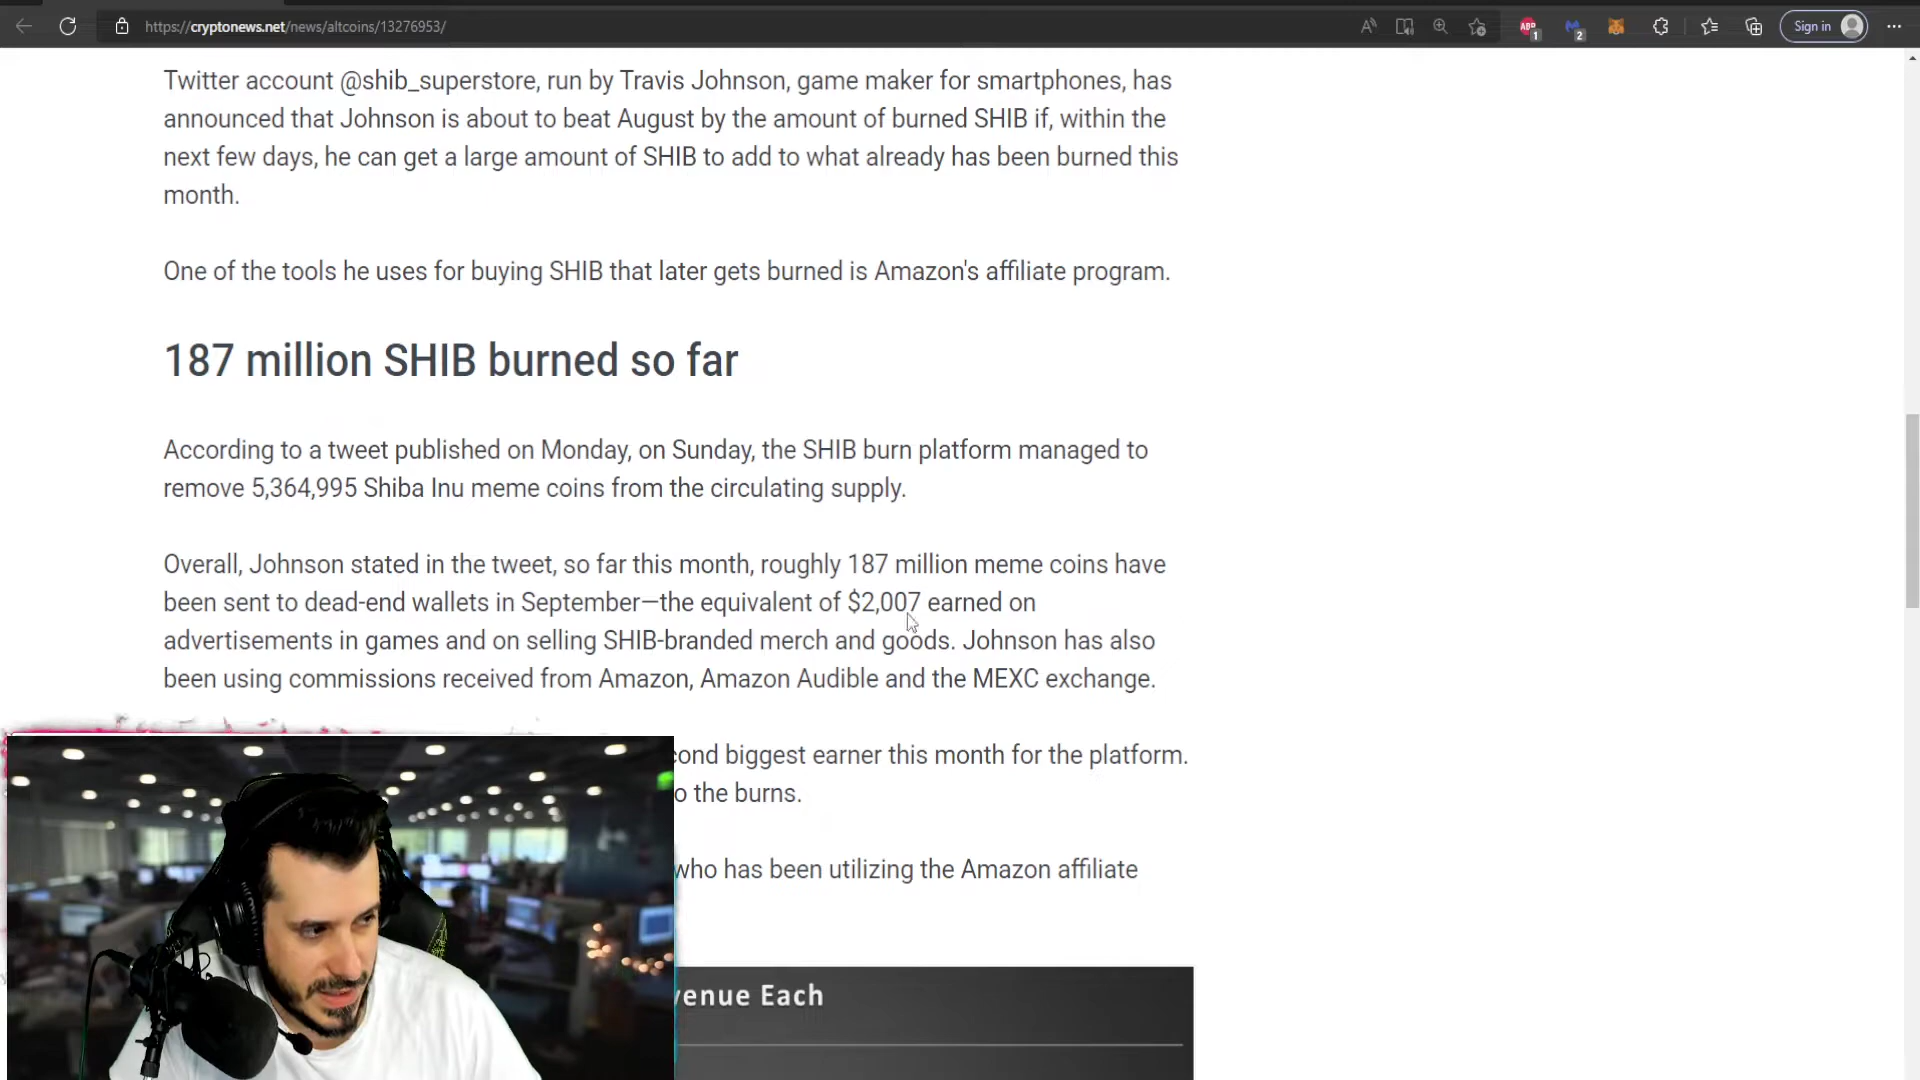 https://cryptonews.net/news/altcoins/13276953/
Sign in
Twitter account @shib_superstore, run by Travis Johnson, game maker for smartphones, has
announced that Johnson is about to beat August by the amount of burned SHIB if, within the
next few days, he can get a large amount of SHIB to add to what already has been burned this
month.
One of the tools he uses for buying SHIB that later gets burned is Amazon's affiliate program.
187 million SHIB burned so far
According to a tweet published on Monday, on Sunday, the SHIB burn platform managed to
remove 5,364,995 Shiba Inu meme coins from the circulating supply.
Overall, Johnson stated in the tweet, so far this month, roughly 187 million meme coins have
been sent to dead-end wallets in September—the equivalent of $2,007 earned on
advertisements in games and on selling SHIB-branded merch and goods. Johnson has also
been using commissions received from Amazon, Amazon Audible and the MEXC exchange.
biggest earner this month for the platform.
the burns.
who has been utilizing the Amazon affiliate
Each